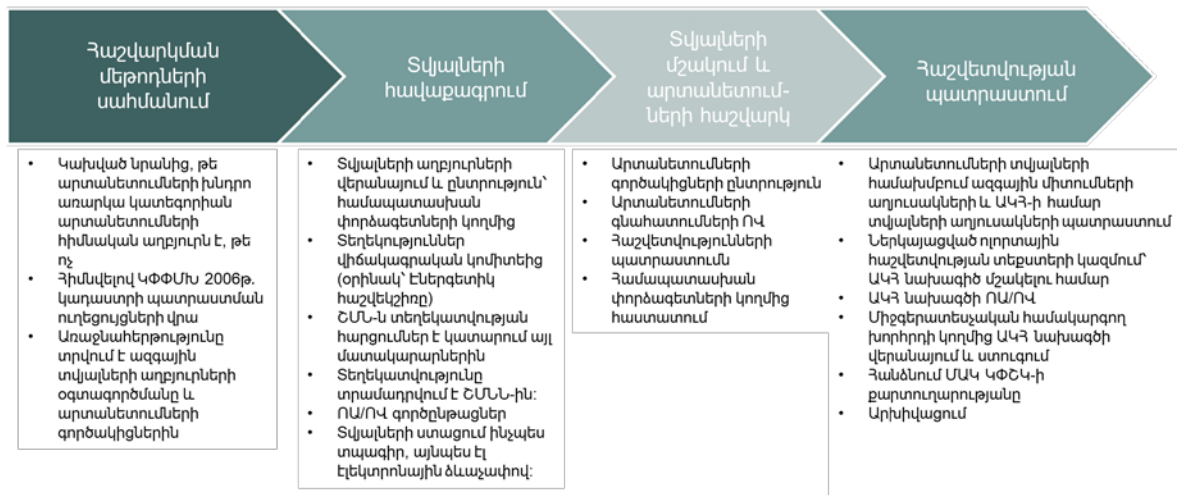 Հաշվարկման
մեթոդների
սահմանում
Տվյալների
հավաքագրում
Տվյալների
մշակում և
արտանետում-
ների հաշվարկ
Հաշվետվության
պատրաստում
• Կախված նրանից, թե
արտանետումների խնդրո
առարկա կատեգորիան
արտանետումների
հիմնական աղբյուրն է, թե
ոչ
• Հիմնվելով ԿՓՓՄԽ 2006թ.
կադաստրի պատրաստման
ուղեցույցների վրա
• Առաջնահերթությունը
տրվում է ազգային
տվյալների աղբյուրների
օգտագործմանը և
արտանետումների
գործակիցներին
• Տվյալների աղբյուրների
վերանայում և ընտրություն՝
համապատասխան
փորձագետների կողմից
• Տեղեկություններ
վիճակագրական կոմիտեից
(օրինակ՝ Էներգետիկ
հաշվեկշիռը)
• ՇՄՆ-ն տեղեկատվության
հարցումներ է կատարում այլ
մատակարարներին
• Տեղեկատվությունը
տրամադրվում է ՇՄՆՆ-ին:
• ՈԱ/ՈՎ գործընթացներ
• Տվյալների ստացում ինչպես
տպագիր, այնպես էլ
էլեկտրոնային ձևաչափով:
• Արտանետումների
գործակիցների ընտրություն
• Արտանետումների
գնահատումների ՈՎ
• Հաշվետվությունների
պատրաստումն
• Համապատասխան
փորձագետների կողմից
հաստատում
• Արտանետումների տվյալների
համախմբում ազգային միտումների
աղյուսակների և ԱԿՀ-ի համար
տվյալների աղյուսակների պատրաստում
• Ներկայացված ոլորտային
հաշվետվության տեքստերի կազմում՝
ԱԿՀ նախագիծ մշակելու համար
• ԱԿՀ նախագծի ՈԱ/ՈՎ
• Միջգերատեսչական համակարգող
խորհրդի կողմից ԱԿՀ նախագծի
վերանայում և ստուգում
• Հանձնում ՄԱԿ ԿՓՇԿ-ի
քարտուղարությանը
• Արխիվացում